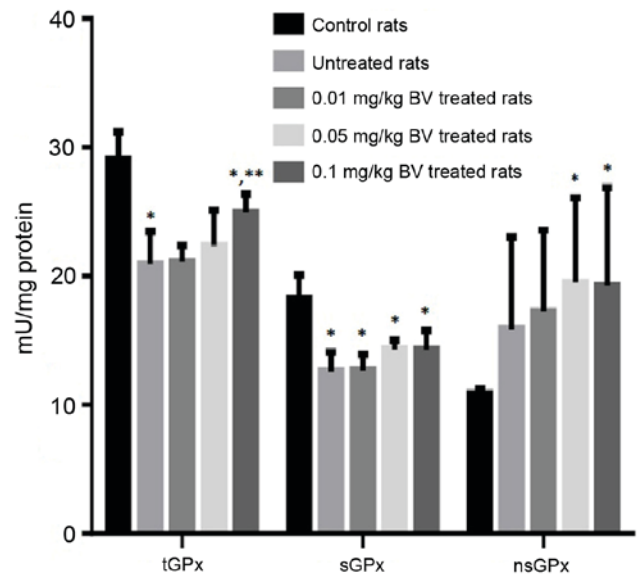 40
30
20
10
0
mU/mg protein
Control rats
Untreated rats
0.01 mg/kg BV treated rats
0.05 mg/kg BV treated rats
0.1 mg/kg BV treated rats
*
*,**
*
*
*
*
*
*
tGPx
sGPx
nsGPx